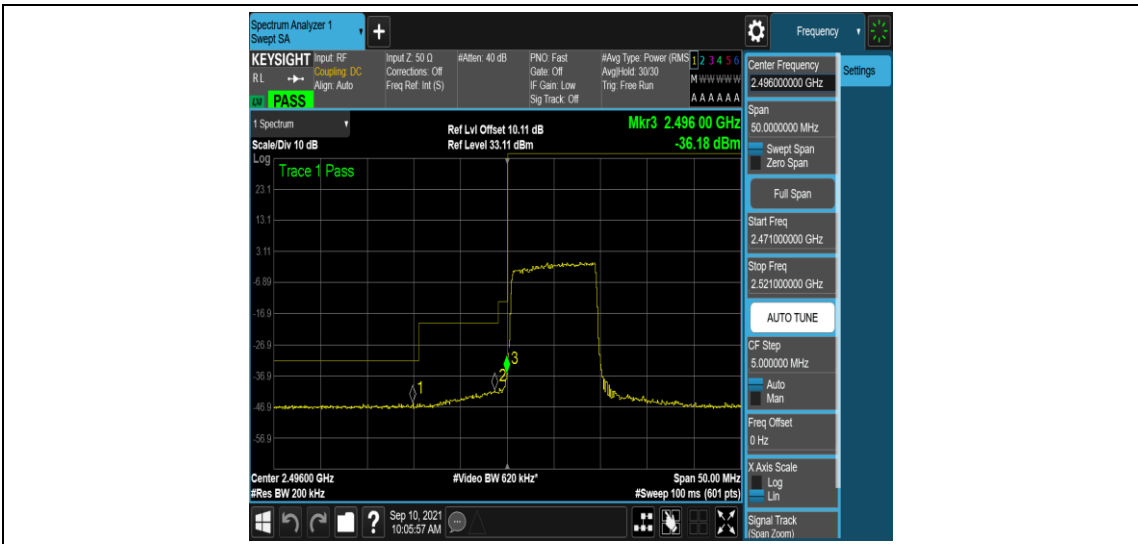 Spectrum Analyzer 1
Swept SA
+
Frequency
KEYSIGHT
RL
LXI
PASS
Input: RF
Coupling: DC
Align: Auto
Input Z: 50 Ω
Corrections: Off
Freq Ref: Int (S)
#Atten: 40 dB
PNO: Fast
Gate: Off
IF Gain: Low
Sig Track: Off
#Avg Type: Power (RMS
Avg|Hold: 30/30
Trig: Free Run
1 2 3 4 5 6
M W W W W W
A A A A A A
1 Spectrum
Scale/Div 10 dB
Ref Lvl Offset 10.11 dB
Ref Level 33.11 dBm
Mkr3 2.496 00 GHz
-36.18 dBm
Log
Trace 1 Pass
23.1
13.1
3.11
-6.89
-16.9
-26.9
-36.9
-46.9
-56.9
1
2
3
Center 2.49600 GHz
#Res BW 200 kHz
#Video BW 620 kHz*
Span 50.00 MHz
#Sweep 100 ms (601 pts)
?
Sep 10, 2021
10:05:57 AM
Center Frequency
2.496000000 GHz
Settings
Span
50.0000000 MHz
Swept Span
Zero Span
Full Span
Start Freq
2.471000000 GHz
Stop Freq
2.521000000 GHz
AUTO TUNE
CF Step
5.000000 MHz
Auto
Man
Freq Offset
0 Hz
X Axis Scale
Log
Lin
Signal Track
(Span Zoom)